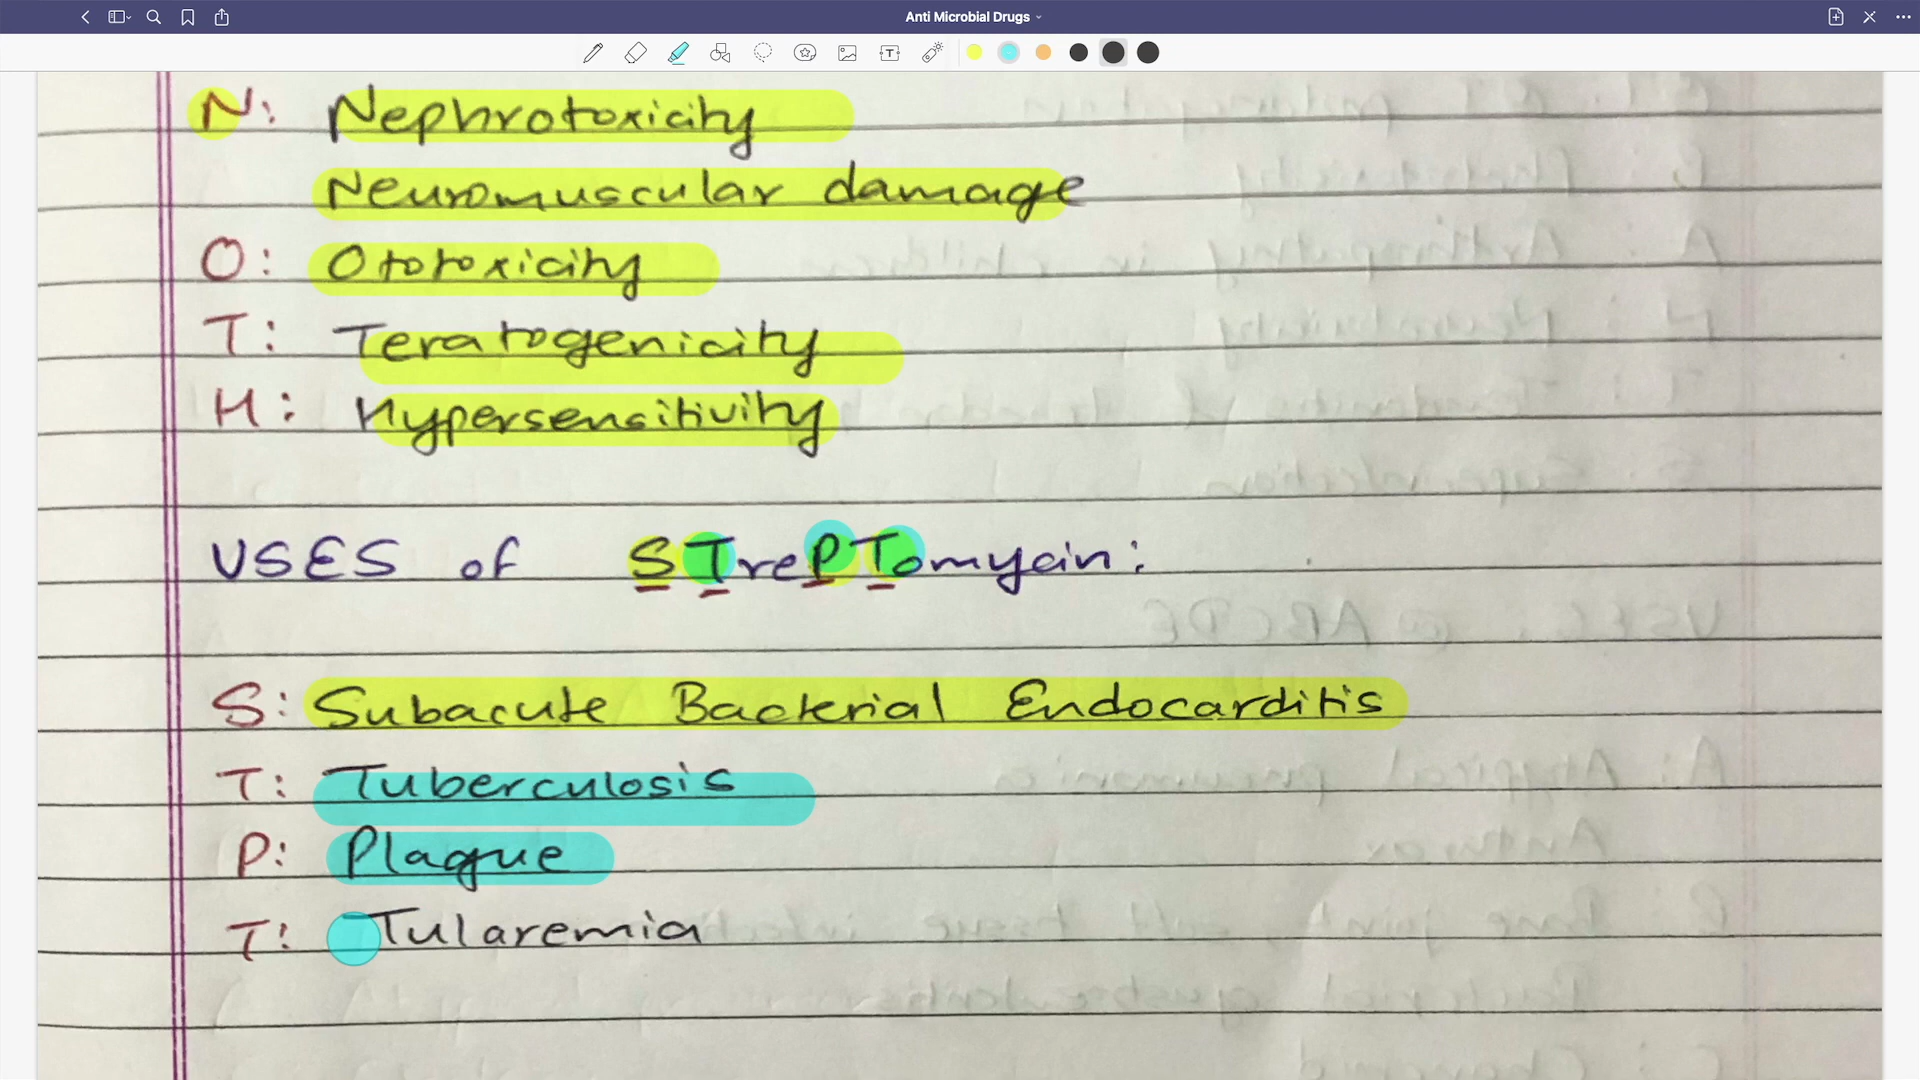 Anti Microbial Drugs
N: Nephrotoxicity
Neuromuscular damage
O: Ototoxicity
T: Teratogenicity
H: Hypersensitivity
USES of STrePTomycin:
S: Subacute Bacterial Endocarditis
T: Tuberculosis
P: Plague
T: Tularemia